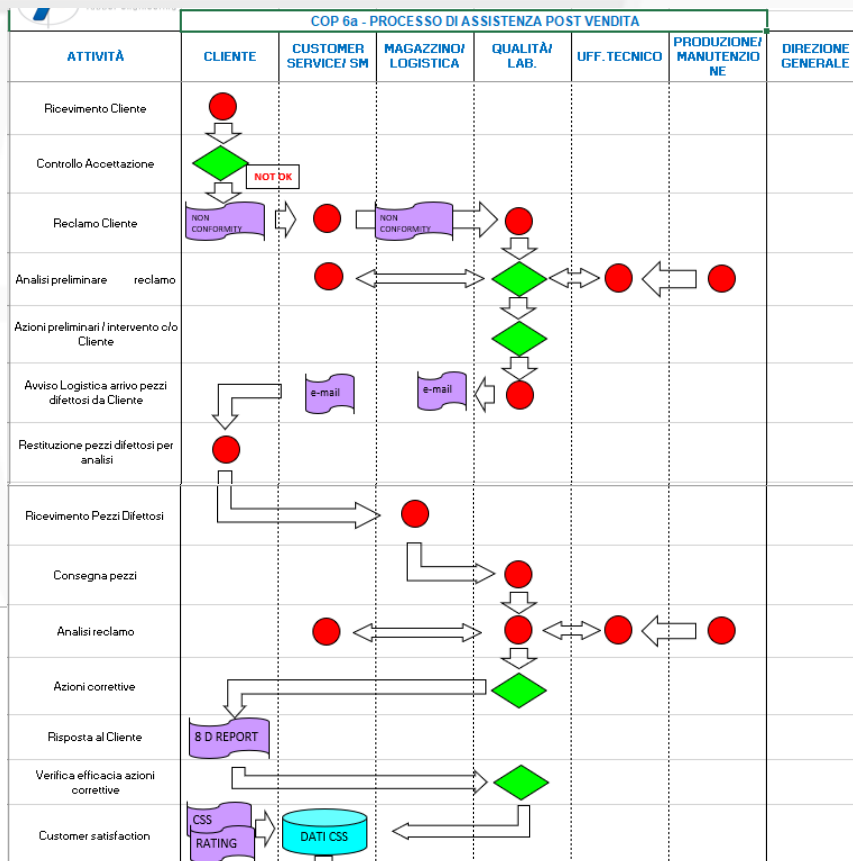 COP 6a - PROCESSO DI ASSISTENZA POST VENDITA
ATTIVITÀ
CLIENTE
CUSTOMER
SERVICE/ SM
MAGAZZINO/
LOGISTICA
QUALITÀ/
LAB.
UFF.TECNICO
PRODUZIONE/
MANUTENZIO
NE
DIREZIONE
GENERALE
Ricevimento Cliente
Controllo Accettazione
NOT OK
Reclamo Cliente
NON
CONFORMITY
NON
CONFORMITY
Analisi preliminare reclamo
Azioni preliminari / intervento c/o
Cliente
Avviso Logistica arrivo pezzi
difettosi da Cliente
e-mail
e-mail
Restituzione pezzi difettosi per
analisi
Ricevimento Pezzi Difettosi
Consegna pezzi
Analisi reclamo
Azioni correttive
Risposta al Cliente
8 D REPORT
Verifica efficacia azioni
correttive
Customer satisfaction
CSS
RATING
DATI CSS